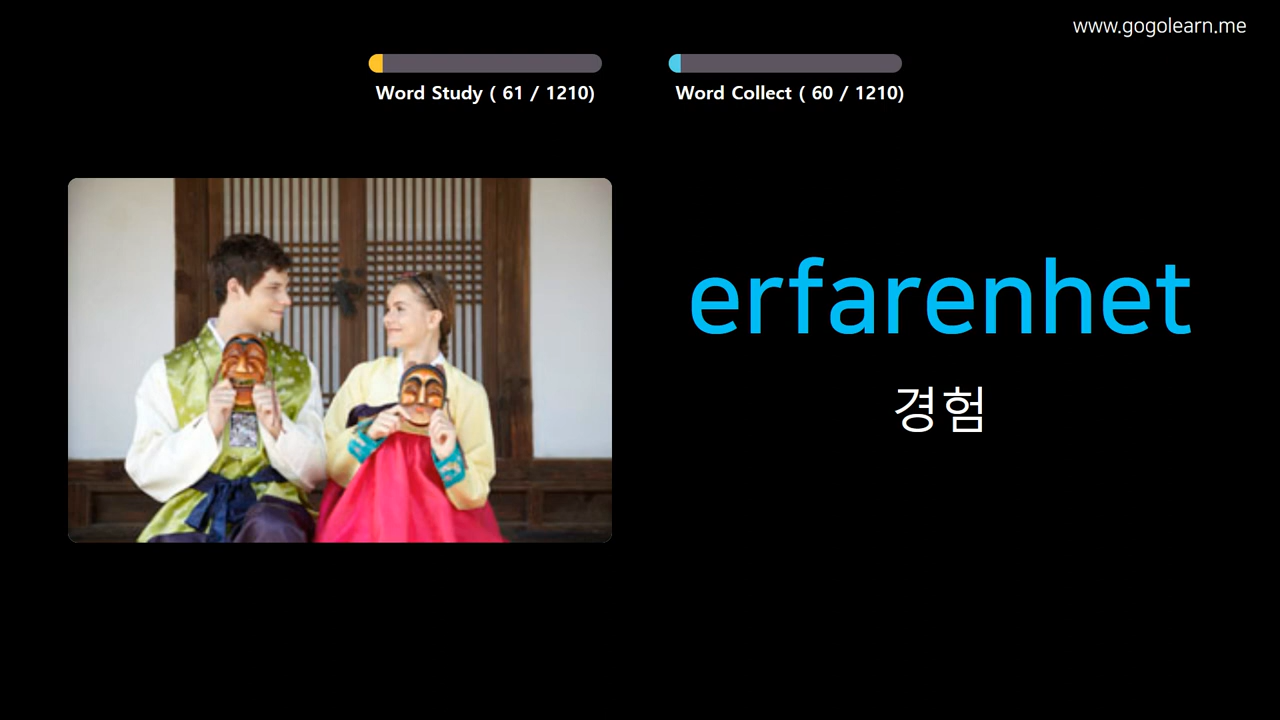 www.gogolearn.me
Word Study ( 61 / 1210)
Word Collect ( 60 / 1210)
erfarenhet
경험